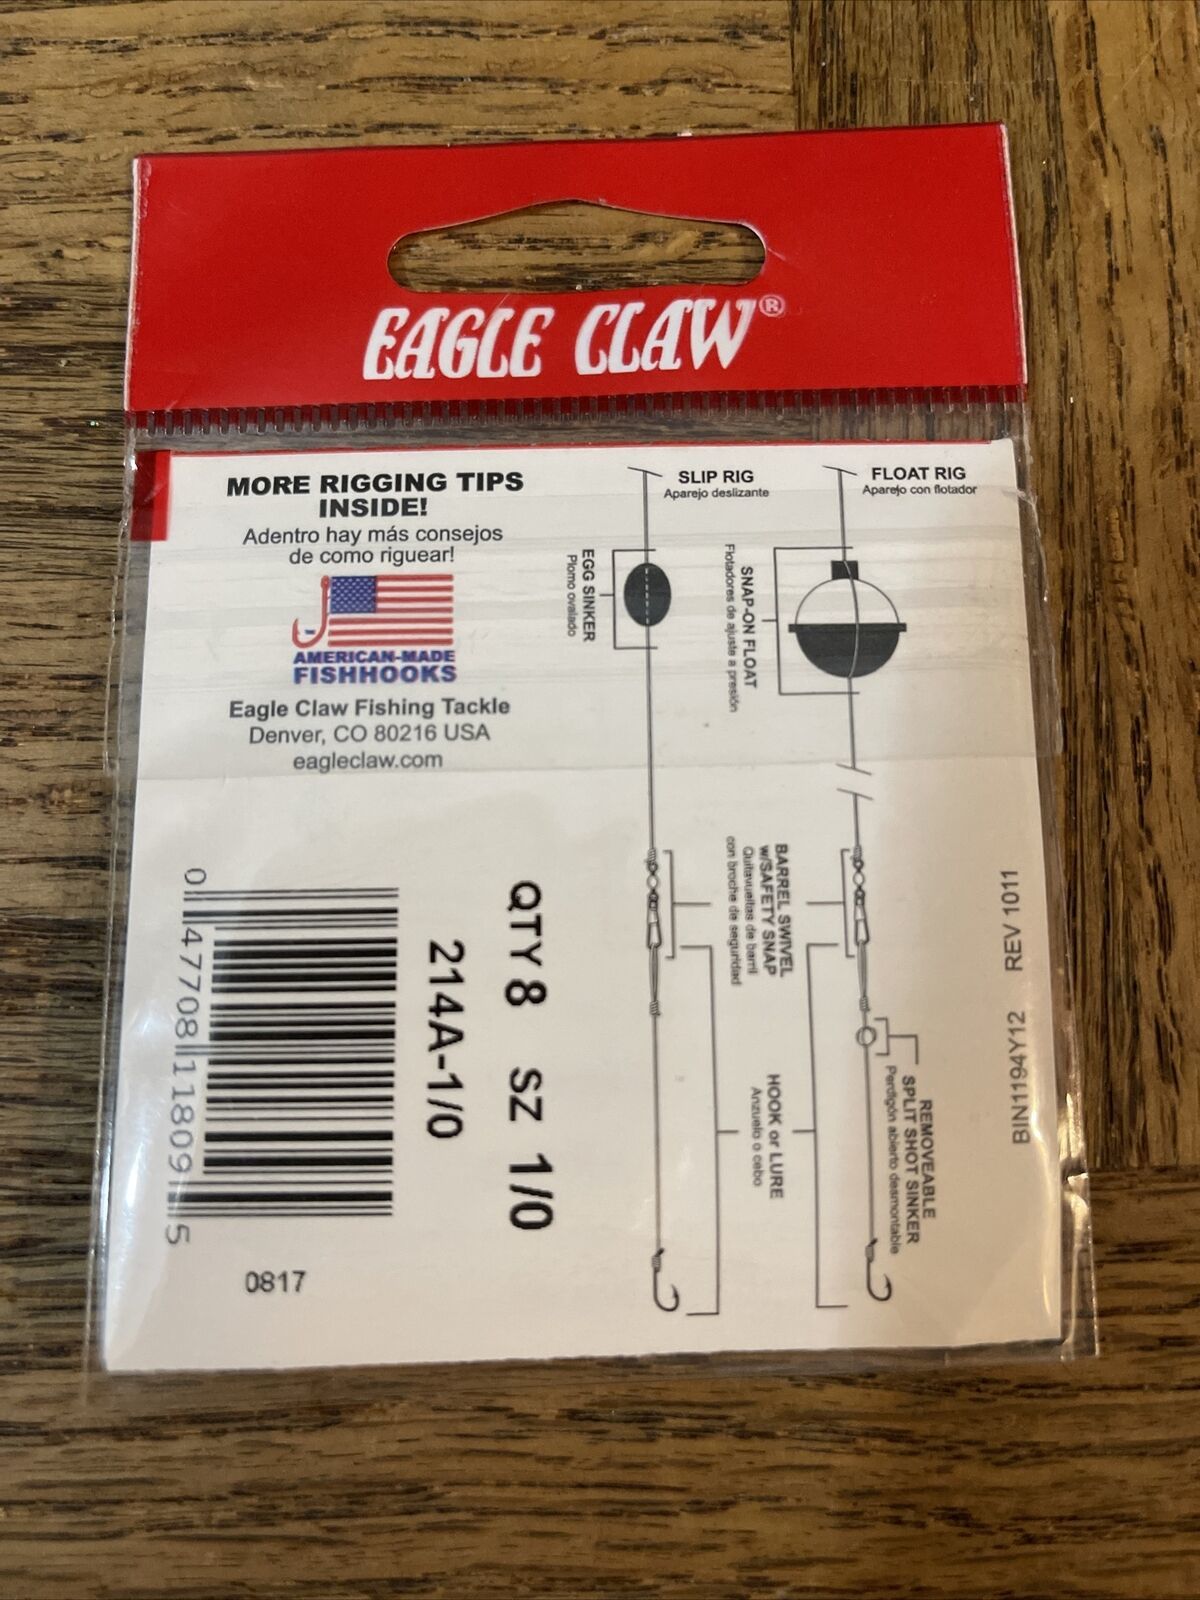 EAGLE CLAW®
MORE RIGGING TIPS
INSIDE!
Adentro hay más consejos
de como riguear!
AMERICAN-MADE
FISHHOOKS
Eagle Claw Fishing Tackle
Denver, CO 80216 USA
eagleclaw.com
SLIP RIG
Aparejo deslizante
EGG SINKER
Plomo ovalado
FLOAT RIG
Aparejo con flotador
SNAP-ON FLOAT
Flotadores de ajuste a presión
BARREL SWIVEL
w/SAFETY SNAP
Quitavueltas de barril
con broche de seguridad
HOOK or LURE
Anzuelo o cebo
REMOVEABLE
SPLIT SHOT SINKER
Perdigón abierto desmontable
BIN1194Y12 REV 1011
QTY 8 SZ 1/0
214A-1/0
0 47708 11809 5
0817